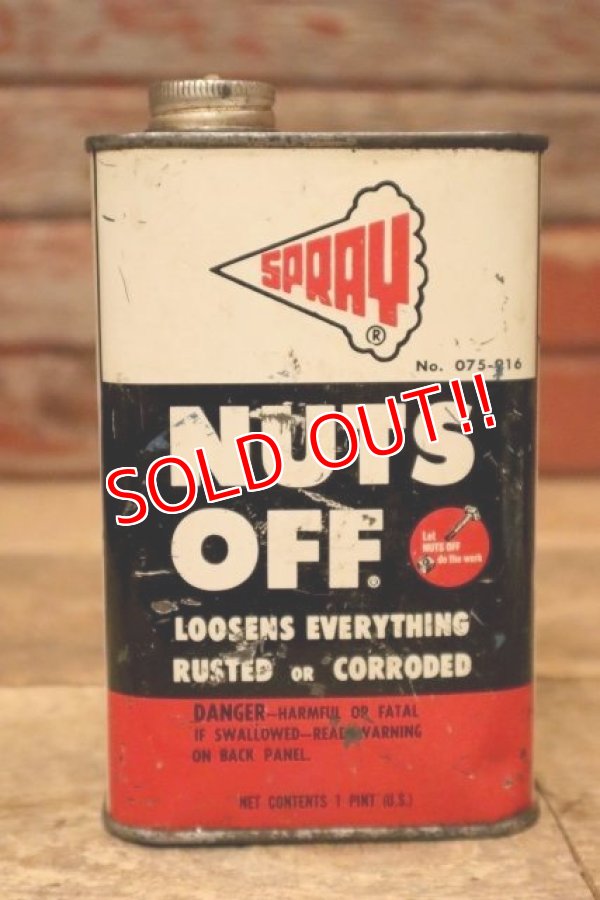 SPRAY
®
No. 075-916
NUTS
SOLD OUT!!
OFF®
Let
NUTS OFF
do the work
LOOSENS EVERYTHING
RUSTED OR CORRODED
DANGER—HARMFUL OR FATAL
IF SWALLOWED—READ WARNING
ON BACK PANEL.
NET CONTENTS 1 PINT (U.S.)